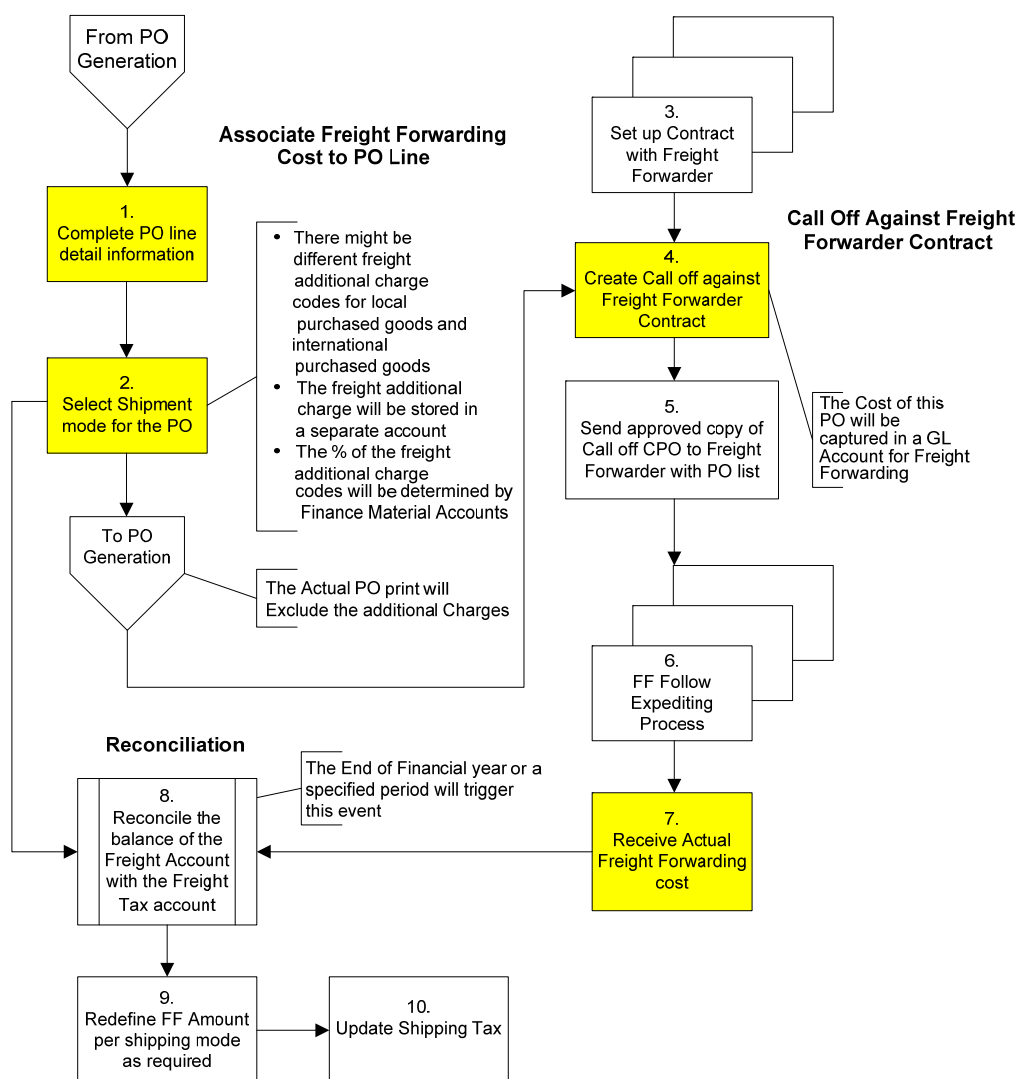 From PO
Generation
Associate Freight Forwarding
Cost to PO Line
1.
Complete PO line
detail information
2.
Select Shipment
mode for the PO
• There might be
different freight
additional charge
codes for local
purchased goods and
international
purchased goods
• The freight additional
charge will be stored in
a separate account
• The % of the freight
additional charge
codes will be determined by
Finance Material Accounts
To PO
Generation
The Actual PO print will
Exclude the additional Charges
3.
Set up Contract
with Freight
Forwarder
Call Off Against Freight
Forwarder Contract
4.
Create Call off against
Freight Forwarder
Contract
The Cost of this
PO will be
captured in a GL
Account for Freight
Forwarding
5.
Send approved copy of
Call off CPO to Freight
Forwarder with PO list
6.
FF Follow
Expediting
Process
7.
Receive Actual
Freight Forwarding
cost
Reconciliation
The End of Financial year or a
specified period will trigger
this event
8.
Reconcile the
balance of the
Freight Account
with the Freight
Tax account
9.
Redefine FF Amount
per shipping mode
as required
10.
Update Shipping Tax